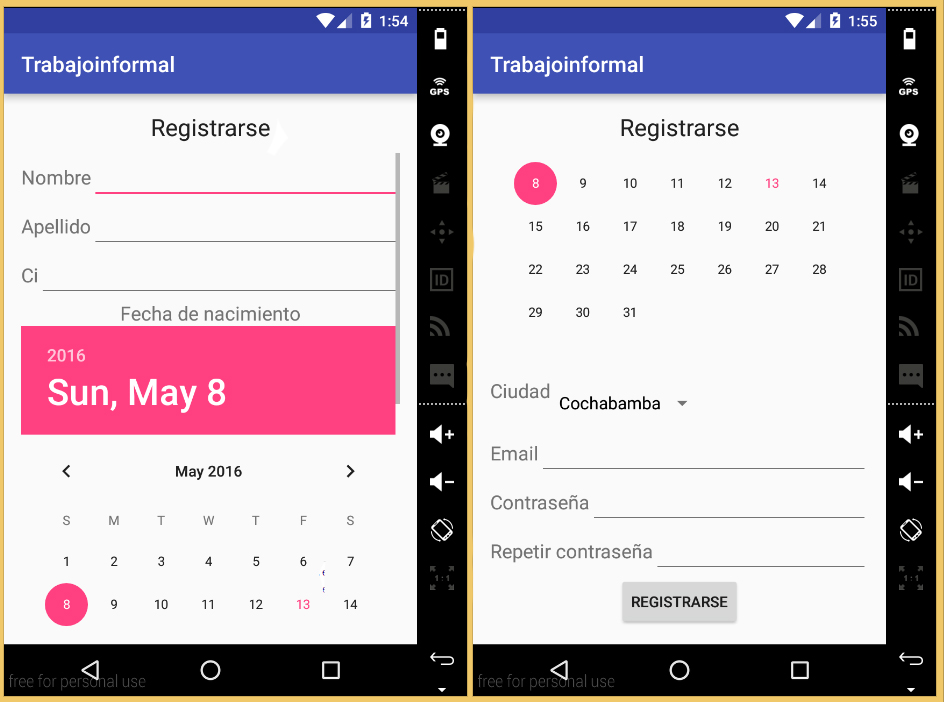 1:54
Trabajoinformal
Registrarse
Nombre
Apellido
Ci
Fecha de nacimiento
2016
Sun, May 8
May 2016
S M T W T F S
1 2 3 4 5 6 7
8 9 10 11 12 13 14
free for personal use
GPS
ID
1:1
1:55
Trabajoinformal
Registrarse
8 9 10 11 12 13 14
15 16 17 18 19 20 21
22 23 24 25 26 27 28
29 30 31
Ciudad Cochabamba
Email
Contraseña
Repetir contraseña
REGISTRARSE
free for personal use
GPS
ID
1:1